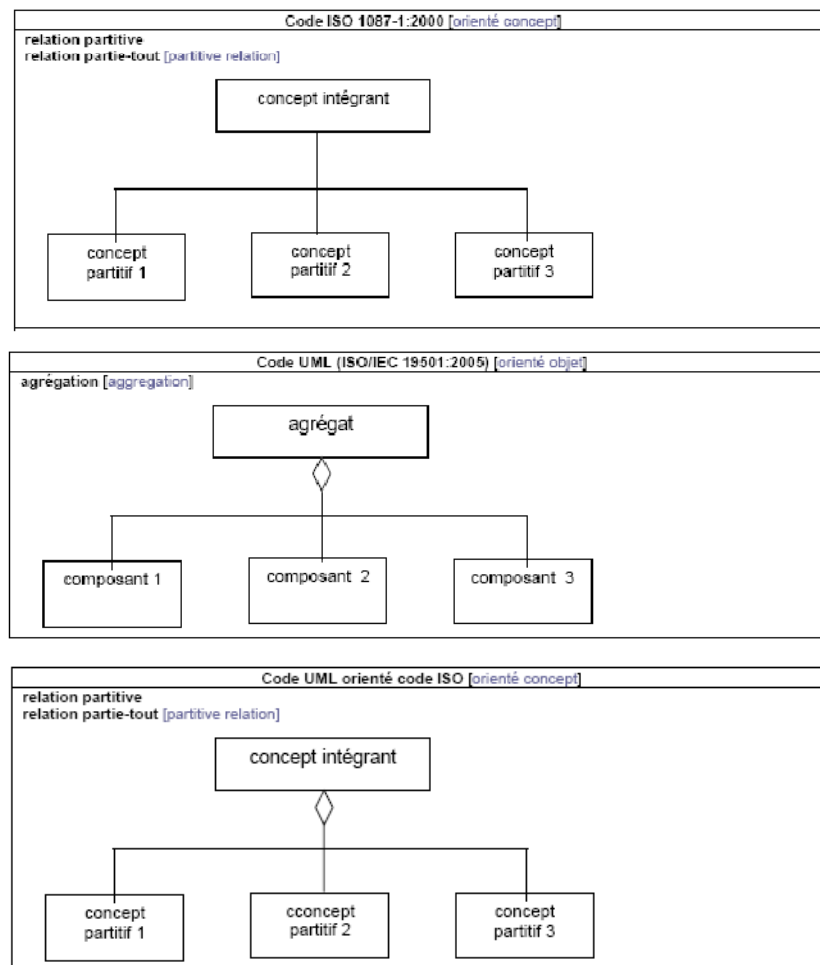 Code ISO 1087-1:2000 [orienté concept]
relation partitive
relation partie-tout [partitive relation]
concept intégrant
concept
partitif 1
concept
partitif 2
concept
partitif 3
Code UML (ISO/IEC 19501:2005) [orienté objet]
agrégation [aggregation]
agrégat
composant 1
composant 2
composant 3
Code UML orienté code ISO [orienté concept]
relation partitive
relation partie-tout [partitive relation]
concept intégrant
concept
partitif 1
cconcept
partitif 2
concept
partitif 3